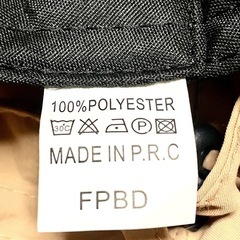 100%POLYESTER
30°C
MADE IN P.R.C
FPBD